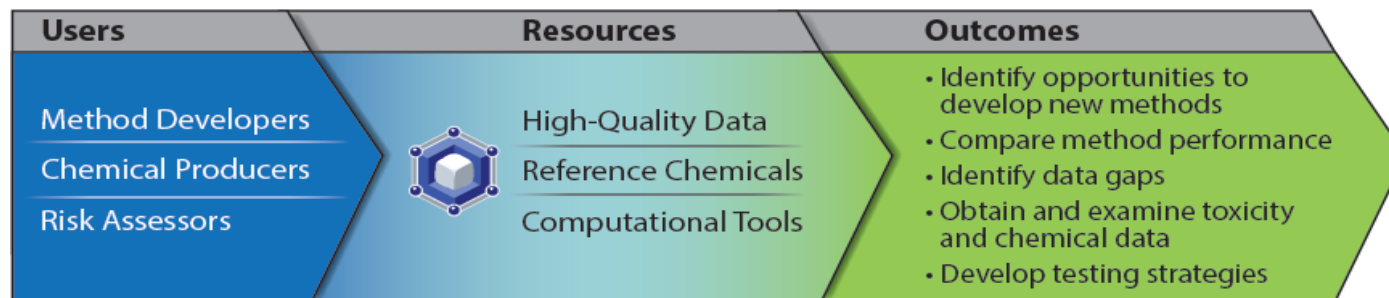 Users
Method Developers
Chemical Producers
Risk Assessors
Resources
High-Quality Data
Reference Chemicals
Computational Tools
Outcomes
• Identify opportunities to
develop new methods
• Compare method performance
• Identify data gaps
• Obtain and examine toxicity
and chemical data
• Develop testing strategies